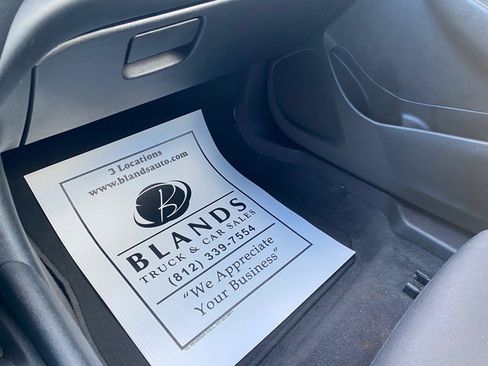 3 Locations
www.blandsauto.com
B
BLANDS
TRUCK & CAR SALES
(812) 339-7554
"We Appreciate
Your Business"